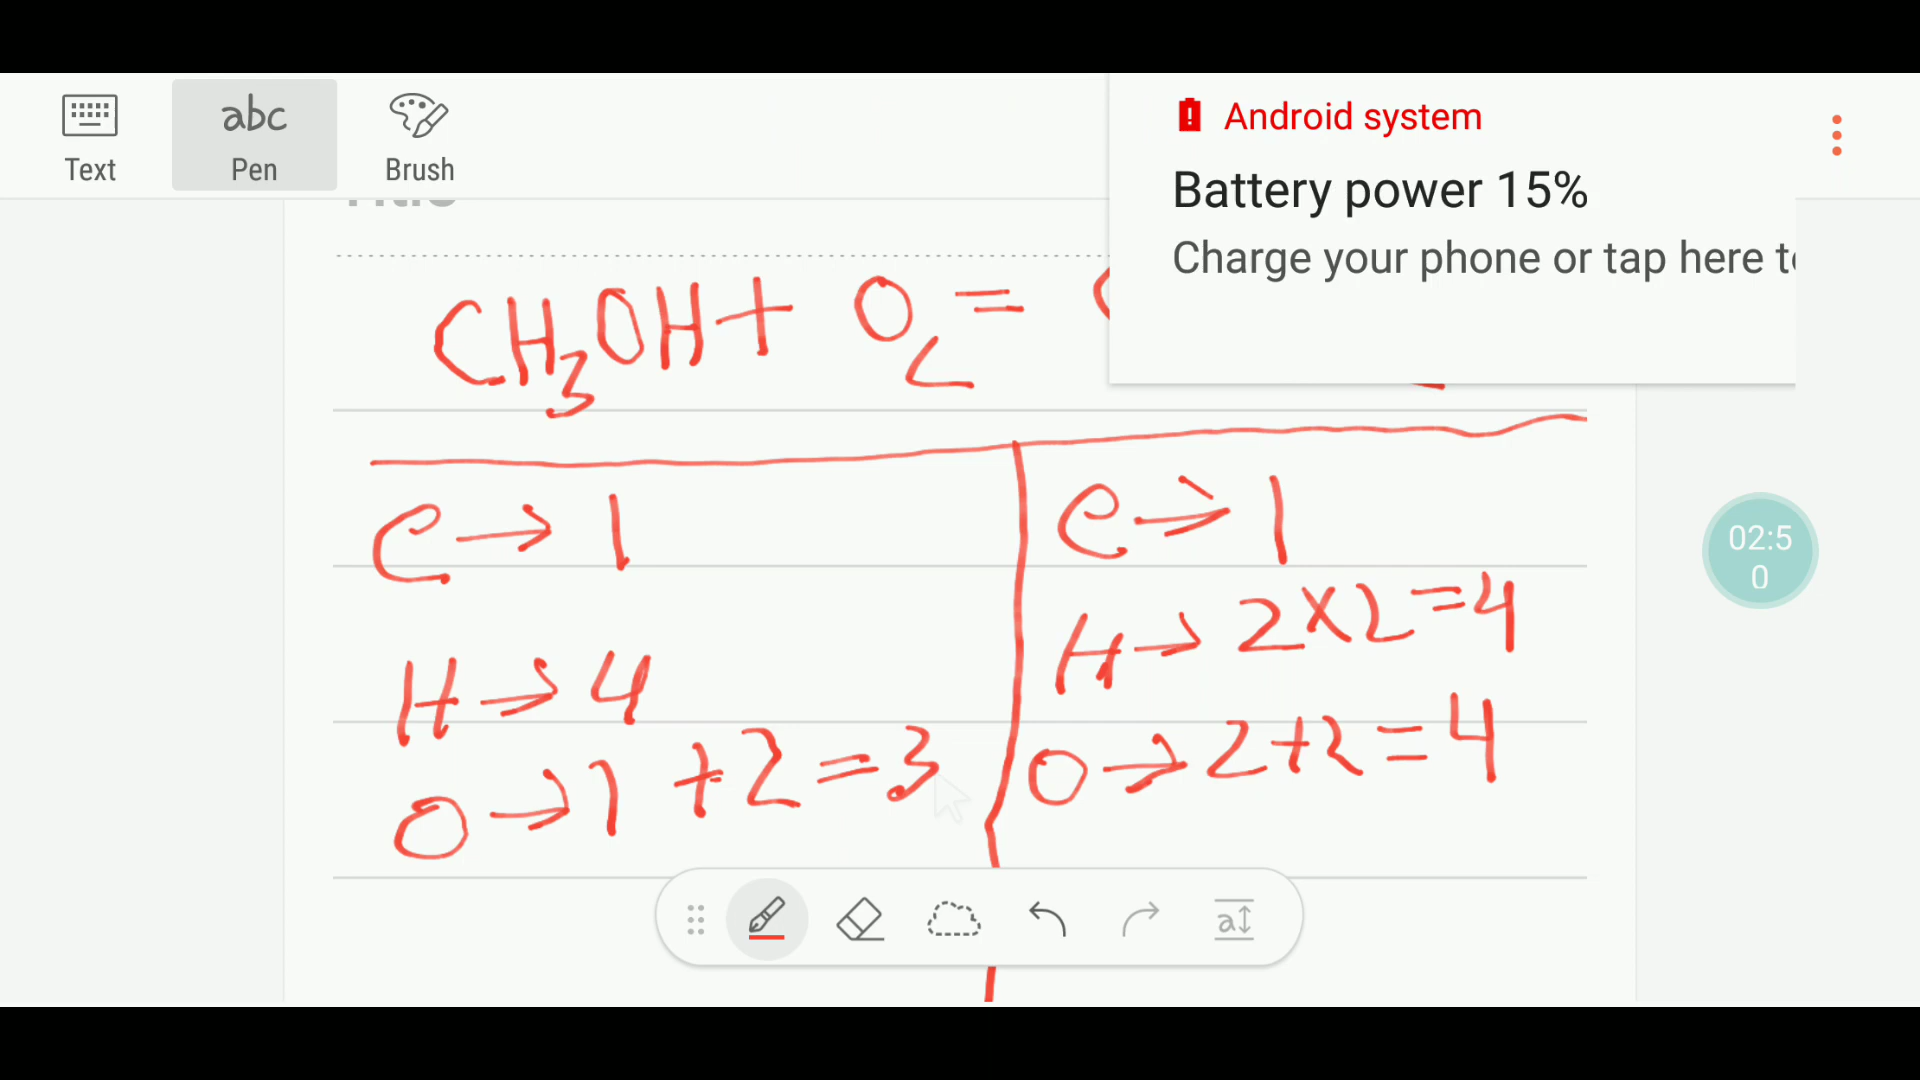 Text
abc
Pen
Brush
Android system
Battery power 15%
Charge your phone or tap here
CH3OH + O2 =
C → 1
H → 4
O → 1 + 2 = 3
C → 1
H → 2 x 2 = 4
O → 2 + 2 = 4
02:5
0
a